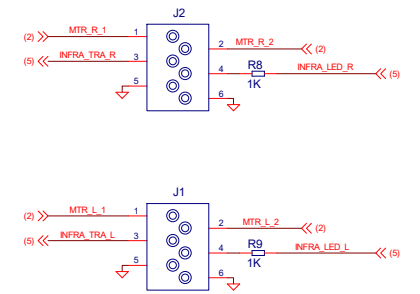 J2
(2) MTR_R_1 1
2 MTR_R_2 (2)
(5) INFRA_TRA_R 3
4 R8 1K INFRA_LED_R (5)
5
6
J1
(2) MTR_L_1 1
2 MTR_L_2 (2)
(5) INFRA_TRA_L 3
4 R9 1K INFRA_LED_L (5)
5
6